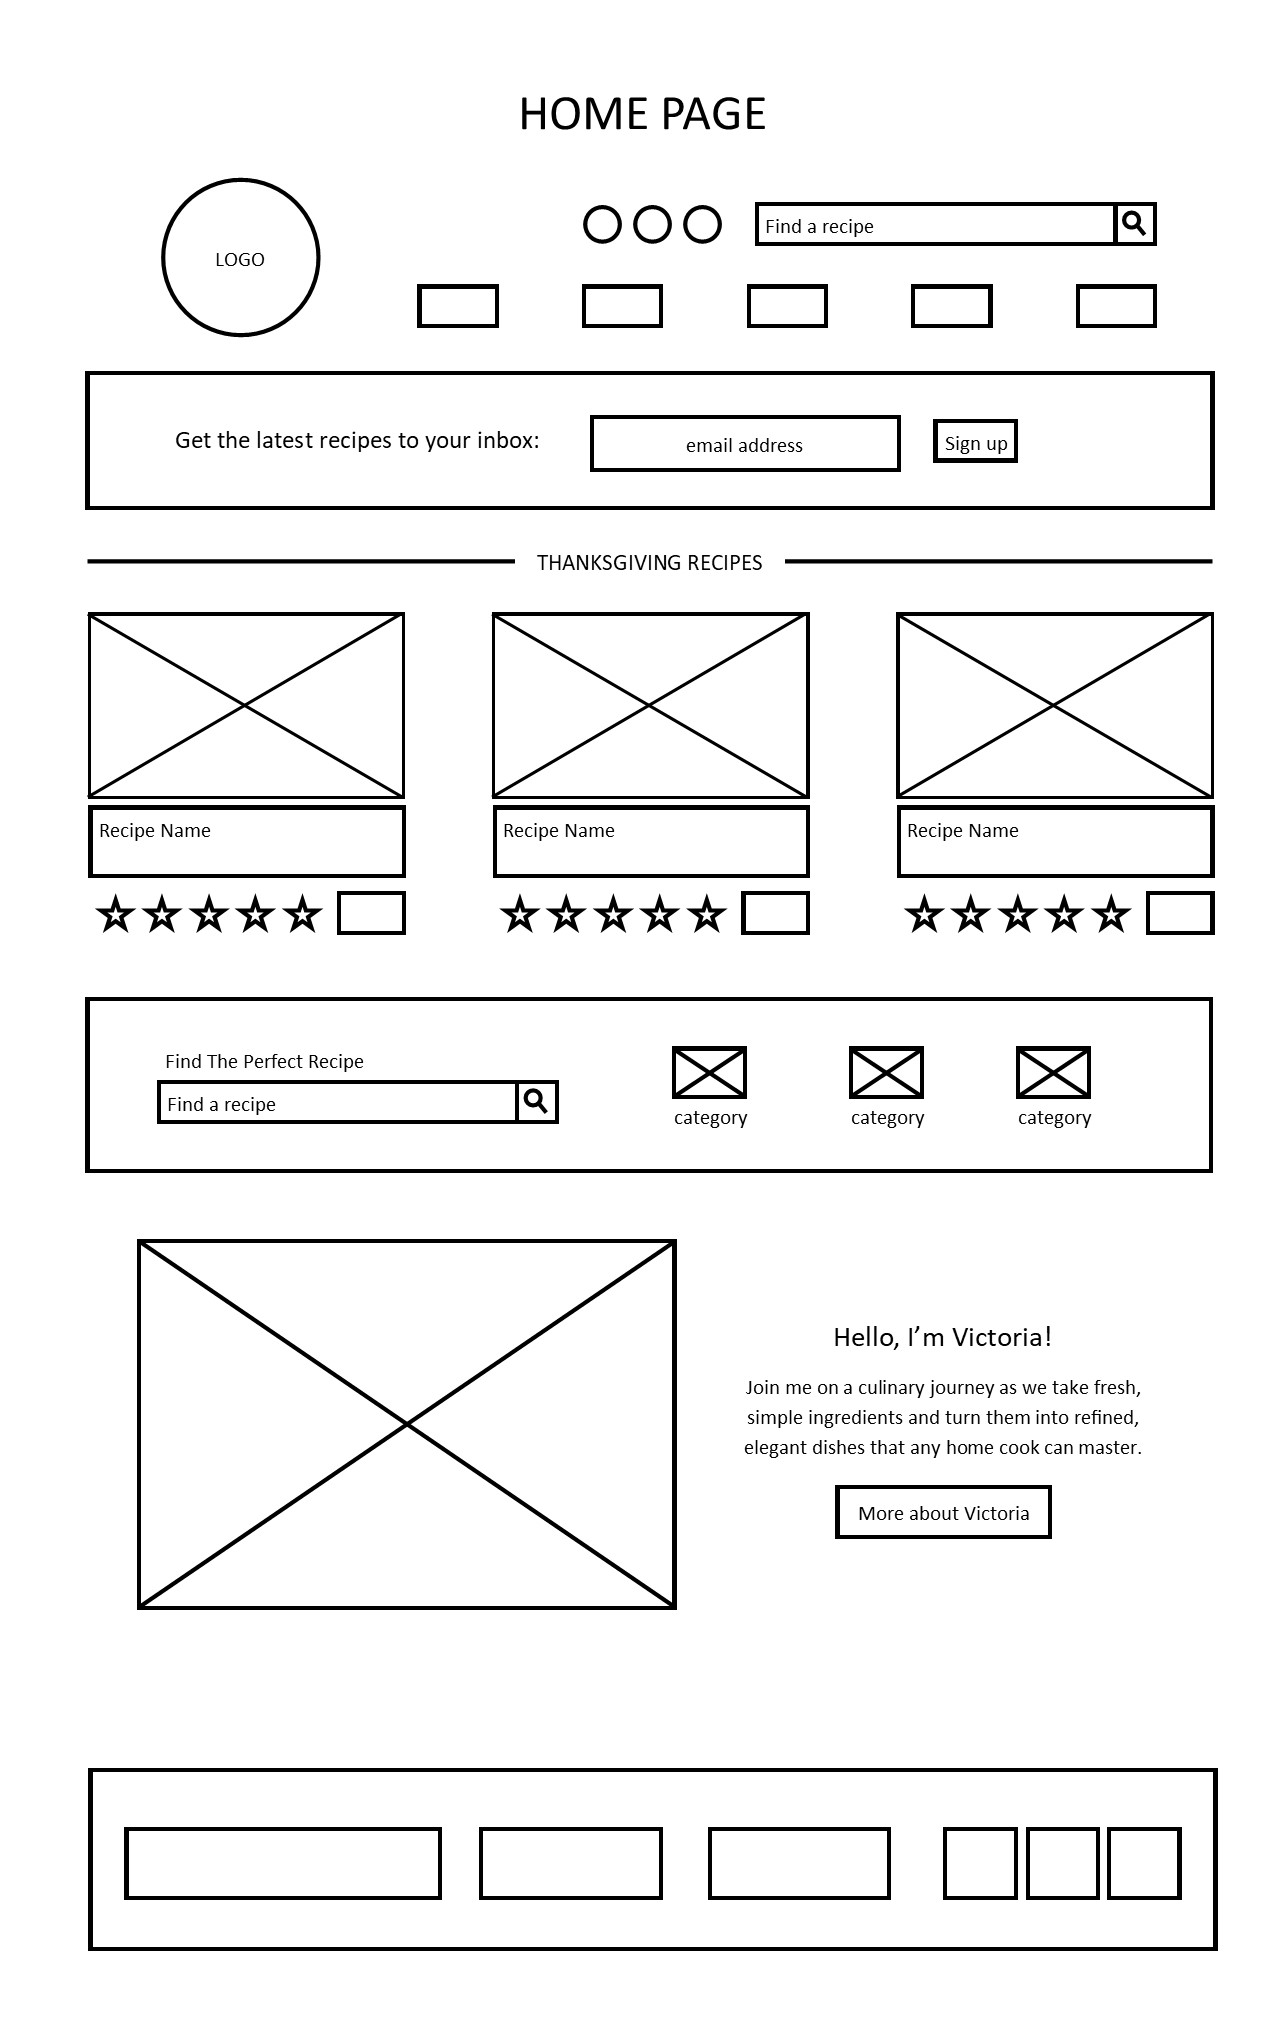 HOME PAGE
LOGO
Find a recipe
Get the latest recipes to your inbox:
email address
Sign up
THANKSGIVING RECIPES
Recipe Name
Recipe Name
Recipe Name
Find The Perfect Recipe
Find a recipe
category
category
category
Hello, I’m Victoria!
Join me on a culinary journey as we take fresh,
simple ingredients and turn them into refined,
elegant dishes that any home cook can master.
More about Victoria